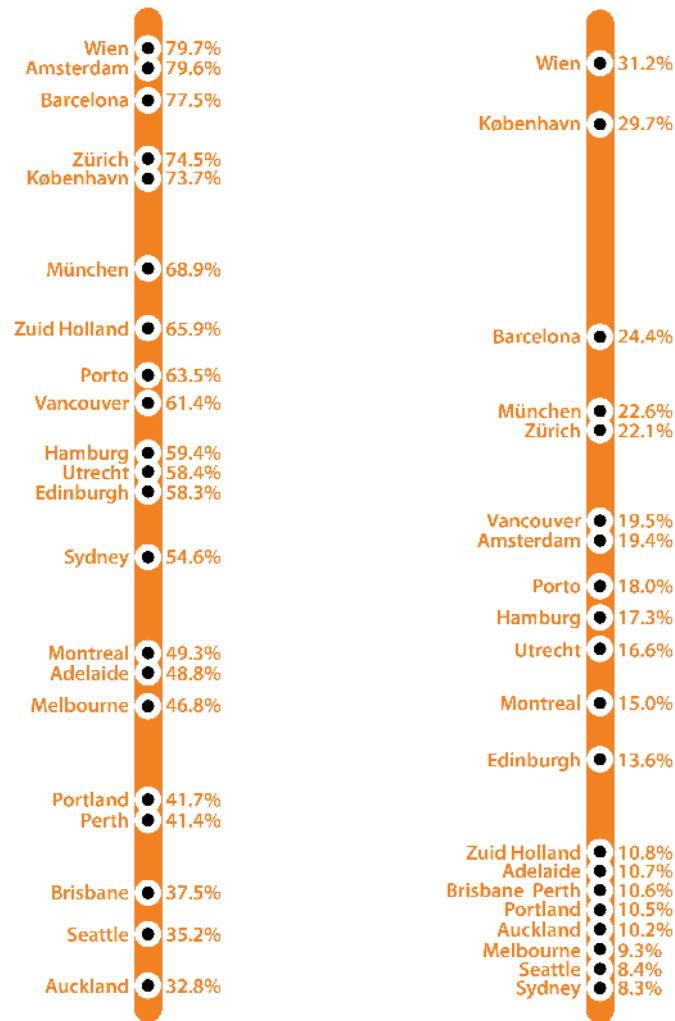 Wien 79.7%
Amsterdam 79.6%
Barcelona 77.5%
Zürich 74.5%
København 73.7%
München 68.9%
Zuid Holland 65.9%
Porto 63.5%
Vancouver 61.4%
Hamburg 59.4%
Utrecht 58.4%
Edinburgh 58.3%
Sydney 54.6%
Montreal 49.3%
Adelaide 48.8%
Melbourne 46.8%
Portland 41.7%
Perth 41.4%
Brisbane 37.5%
Seattle 35.2%
Auckland 32.8%
Wien 31.2%
København 29.7%
Barcelona 24.4%
München 22.6%
Zürich 22.1%
Vancouver 19.5%
Amsterdam 19.4%
Porto 18.0%
Hamburg 17.3%
Utrecht 16.6%
Montreal 15.0%
Edinburgh 13.6%
Zuid Holland 10.8%
Adelaide 10.7%
Brisbane Perth 10.6%
Portland 10.5%
Auckland 10.2%
Melbourne 9.3%
Seattle 8.4%
Sydney 8.3%